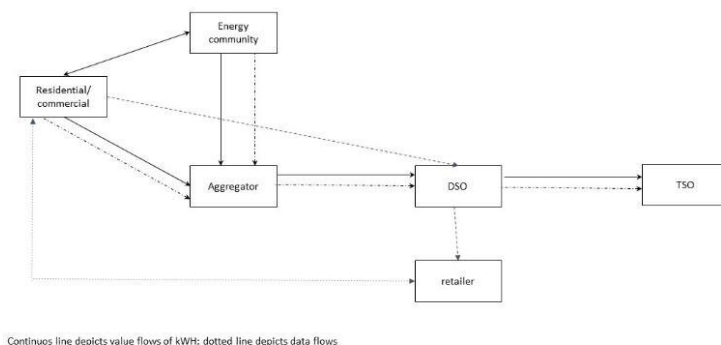 Energy
community
Residential/
commercial
Aggregator
DSO
TSO
retailer
Continuos line depicts value flows of kWH; dotted line depicts data flows